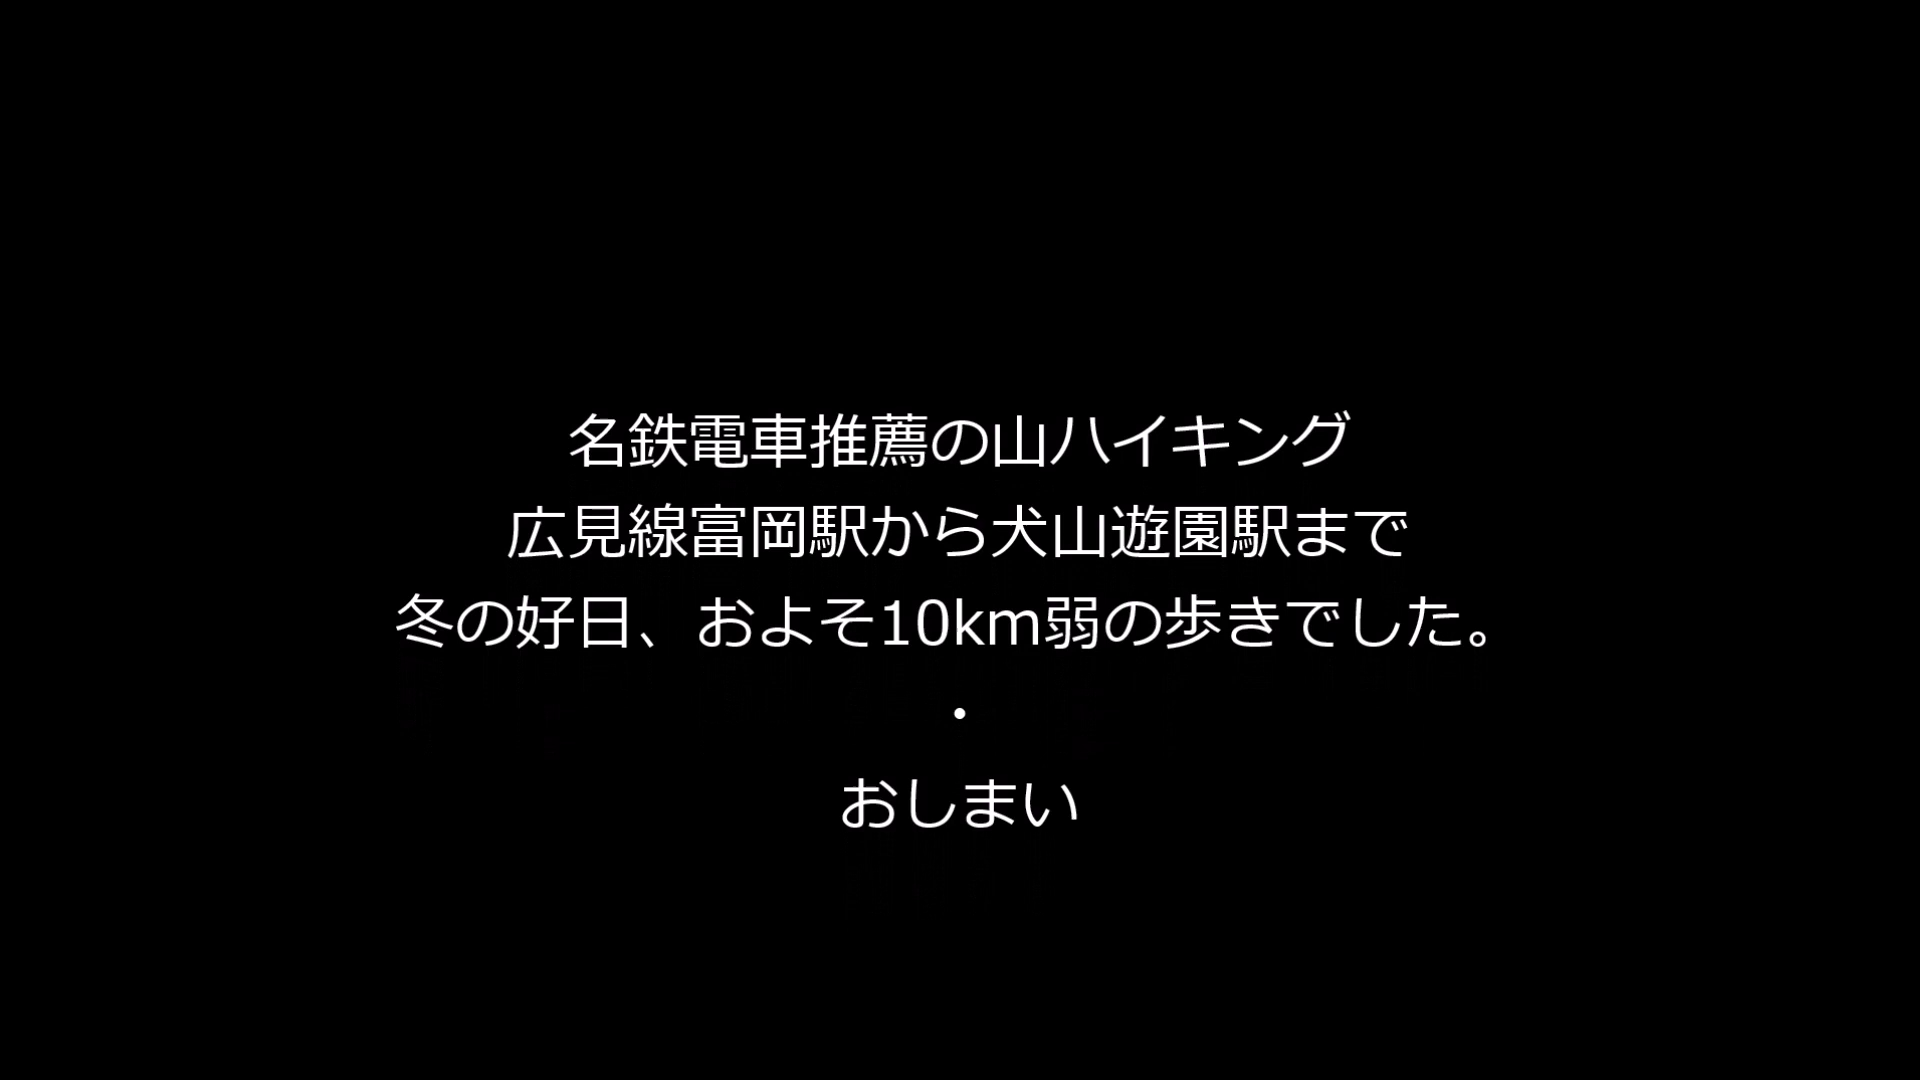 名鉄電車推薦の山ハイキング
広見線富岡駅から犬山遊園駅まで
冬の好日、およそ10km弱の歩きでした。
・
おしまい